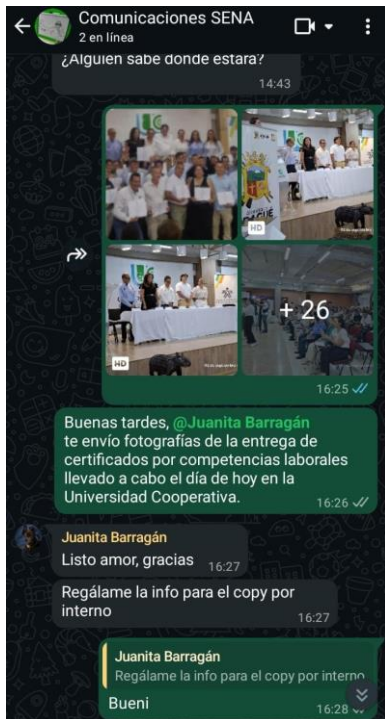 Comunicaciones SENA
2 en línea
¿Alguien sabe donde estará?
14:43
HD
HD
+ 26
16:25
Buenas tardes, @Juanita Barragán
te envío fotografías de la entrega de
certificados por competencias laborales
llevado a cabo el día de hoy en la
Universidad Cooperativa.
16:26
Juanita Barragán
Listo amor, gracias
16:27
Regálame la info para el copy por
interno
16:27
Juanita Barragán
Regálame la info para el copy por interno
Bueni
16:28